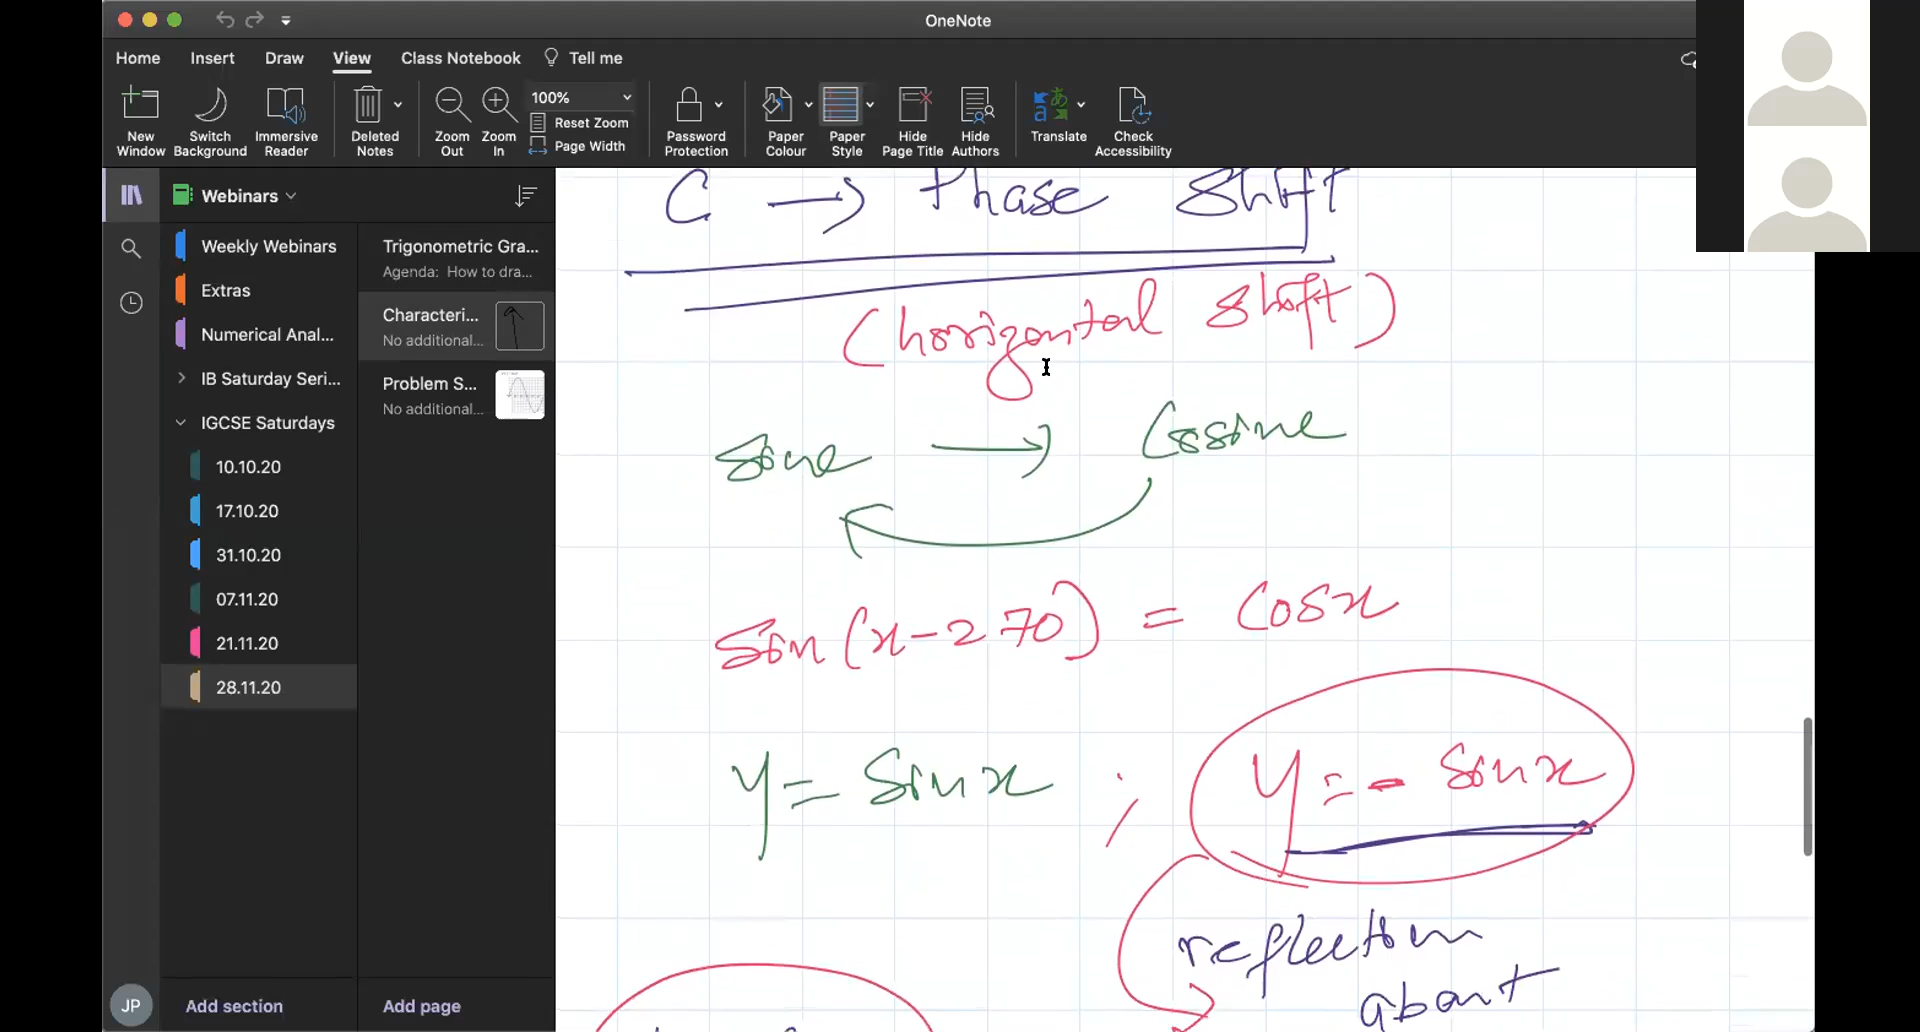 OneNote
Home Insert Draw View Class Notebook Tell me
100%
Reset Zoom
Page Width
New Window
Switch Background
Immersive Reader
Deleted Notes
Zoom Out
Zoom In
Password Protection
Paper Colour
Paper Style
Hide Page Title
Hide Authors
Translate
Check Accessibility
Webinars
Weekly Webinars
Extras
Numerical Anal...
IB Saturday Seri...
IGCSE Saturdays
10.10.20
17.10.20
31.10.20
07.11.20
21.11.20
28.11.20
JP
Add section
Trigonometric Gra...
Agenda: How to dra...
Characteri...
No additional...
Problem S...
No additional...
Add page
C → Phase Shift
(horizontal shift)
sine → Cosine
sin(x-270) = Cosx
y = Sinx ; y = - sinx
reflection
about